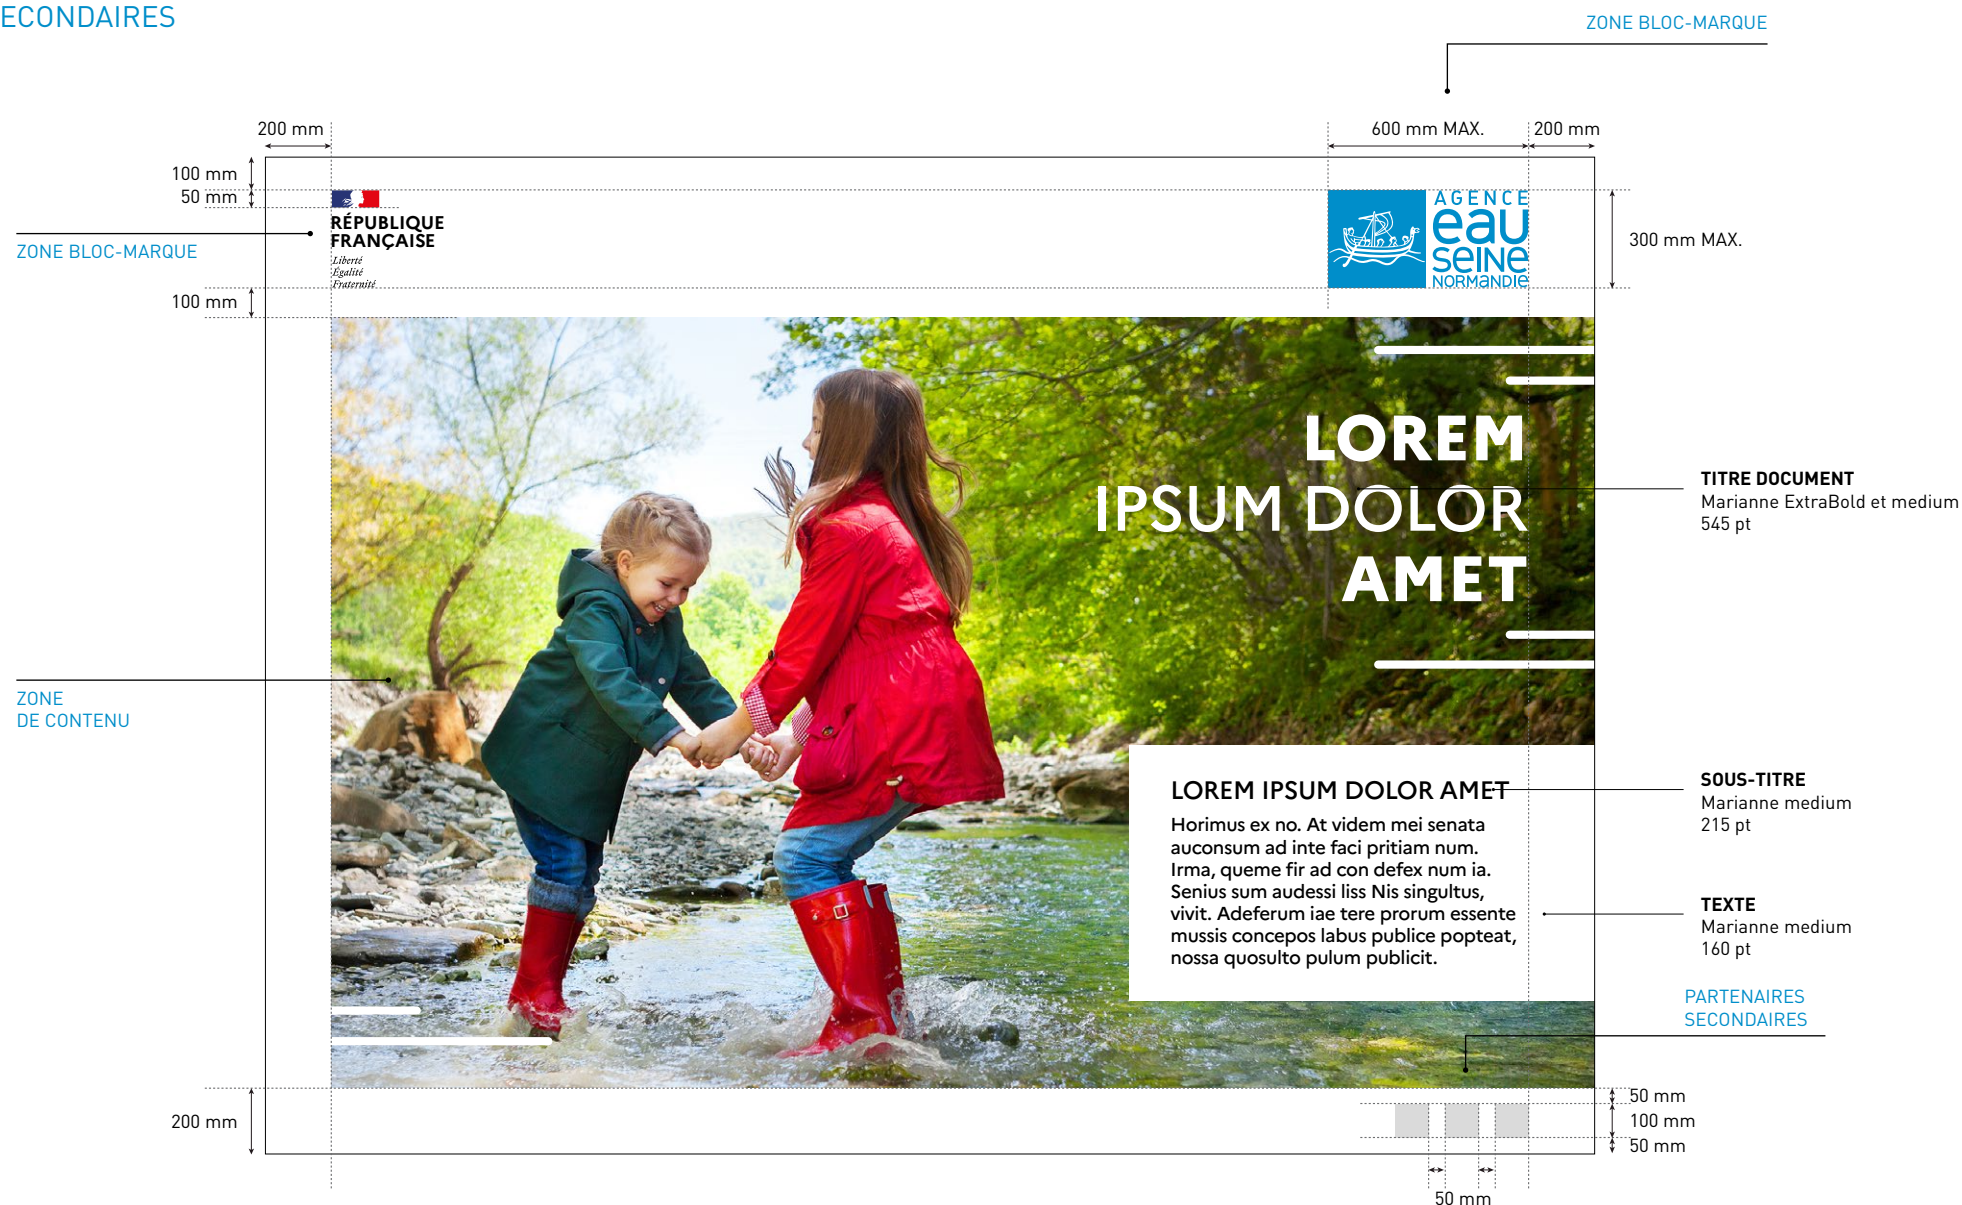 ECONDAIRES
ZONE BLOC-MARQUE
200 mm
600 mm MAX.
200 mm
100 mm
50 mm
RÉPUBLIQUE
FRANÇAISE
Liberté
Égalité
Fraternité
AGENCE
eau
seine
NORMANDIE
300 mm MAX.
ZONE BLOC-MARQUE
100 mm
LOREM
IPSUM DOLOR
AMET
TITRE DOCUMENT
Marianne ExtraBold et medium
545 pt
ZONE
DE CONTENU
LOREM IPSUM DOLOR AMET
Horimus ex no. At videm mei senata
auconsum ad inte faci pritiam num.
Irma, queme fir ad con defex num ia.
Senius sum audessi liss Nis singultus,
vivit. Adeferum iae tere prorum essente
mussis concepos labus publice popteat,
nossa quosulto pulum publicit.
SOUS-TITRE
Marianne medium
215 pt
TEXTE
Marianne medium
160 pt
PARTENAIRES
SECONDAIRES
200 mm
50 mm
100 mm
50 mm
50 mm